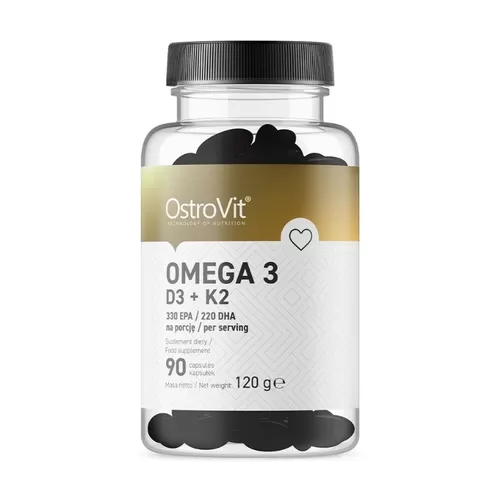 OstroVit®
TECHNOLOGY OF NUTRITION
OMEGA 3
D3 + K2
330 EPA / 220 DHA
na porcję / per serving
Suplement diety /
Food supplement
90 capsules
kapsułek
Masa netto / Net weight: 120 g℮